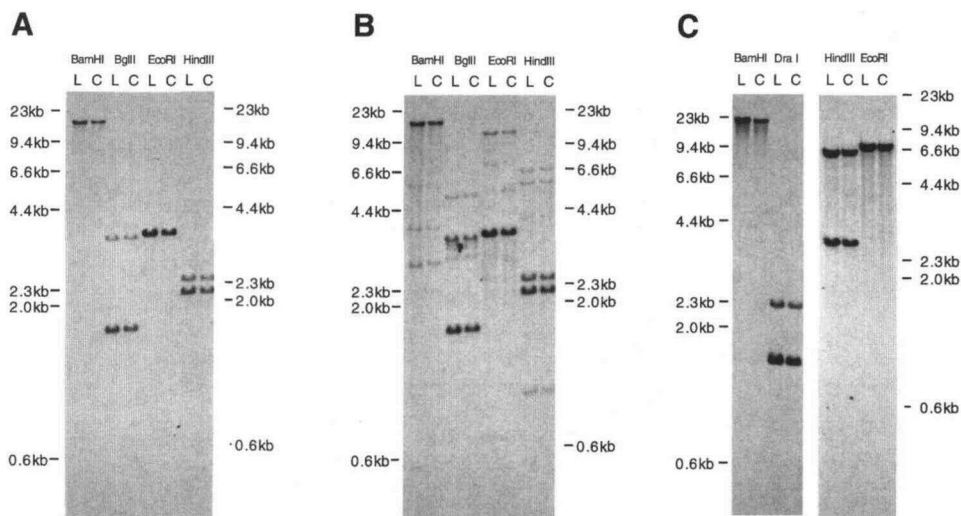 A
BamHI BglII EcoRI HindIII
L C L C L C L C
23kb
9.4kb
6.6kb
4.4kb
2.3kb
2.0kb
0.6kb
23kb
9.4kb
6.6kb
4.4kb
2.3kb
2.0kb
0.6kb
B
BamHI BglII EcoRI HindIII
L C L C L C L C
23kb
9.4kb
6.6kb
4.4kb
2.3kb
2.0kb
0.6kb
23kb
9.4kb
6.6kb
4.4kb
2.3kb
2.0kb
0.6kb
C
BamHI Dra I HindIII EcoRI
L C L C L C L C
23kb
9.4kb
6.6kb
4.4kb
2.3kb
2.0kb
0.6kb
23kb
9.4kb
6.6kb
4.4kb
2.3kb
2.0kb
0.6kb